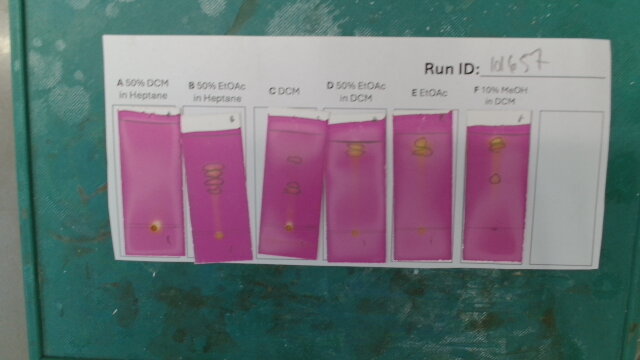 Run ID: 101657
A 50% DCM
in Heptane
B 50% EtOAc
in Heptane
C DCM
D 50% EtOAc
in DCM
E EtOAc
F 10% MeOH
in DCM